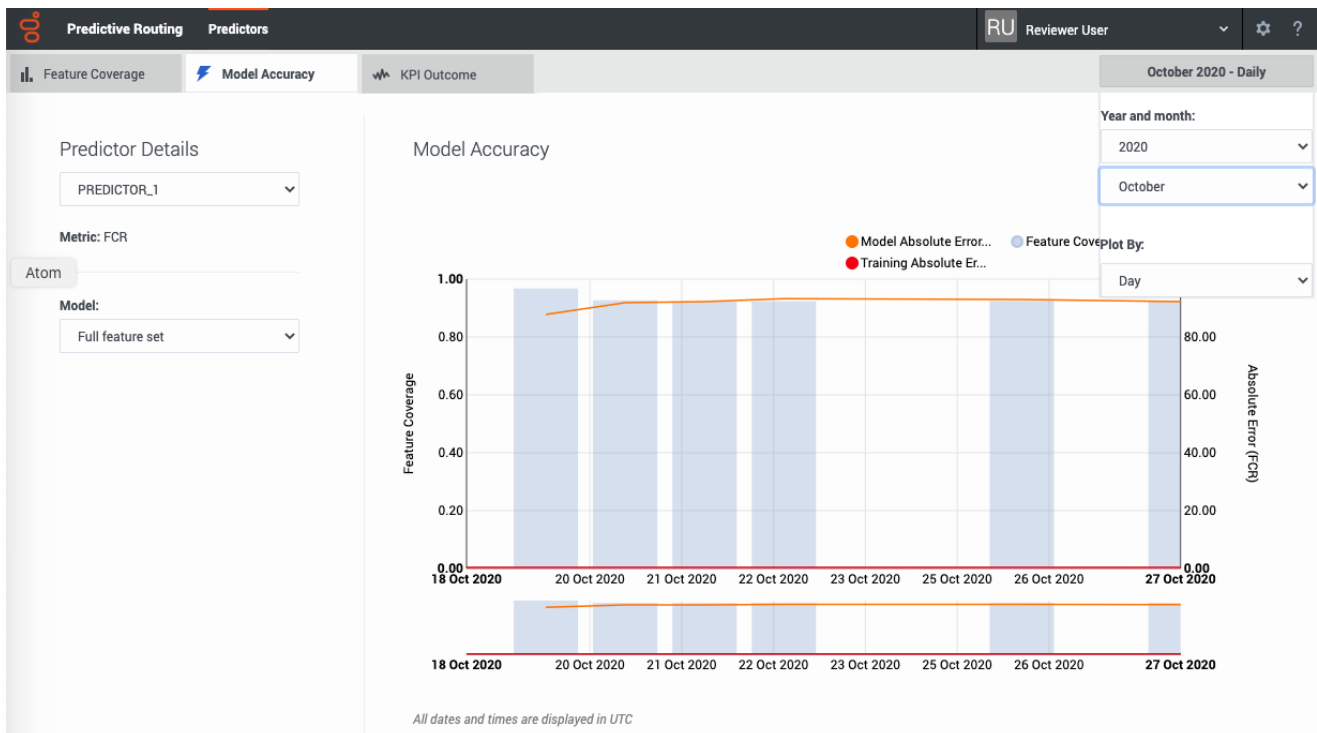 Predictive Routing Predictors RU Reviewer User ?
Feature Coverage Model Accuracy KPI Outcome October 2020 - Daily
Year and month:
2020
October
Plot By:
Day
Predictor Details
PREDICTOR_1
Metric: FCR
Atom
Model:
Full feature set
Model Accuracy
Model Absolute Error... Feature Cove
Training Absolute Er...
1.00
0.80 80.00
0.60 60.00
0.40 40.00
0.20 20.00
0.00 0.00
Feature Coverage
Absolute Error (FCR)
18 Oct 2020 20 Oct 2020 21 Oct 2020 22 Oct 2020 23 Oct 2020 25 Oct 2020 26 Oct 2020 27 Oct 2020
18 Oct 2020 20 Oct 2020 21 Oct 2020 22 Oct 2020 23 Oct 2020 25 Oct 2020 26 Oct 2020 27 Oct 2020
All dates and times are displayed in UTC